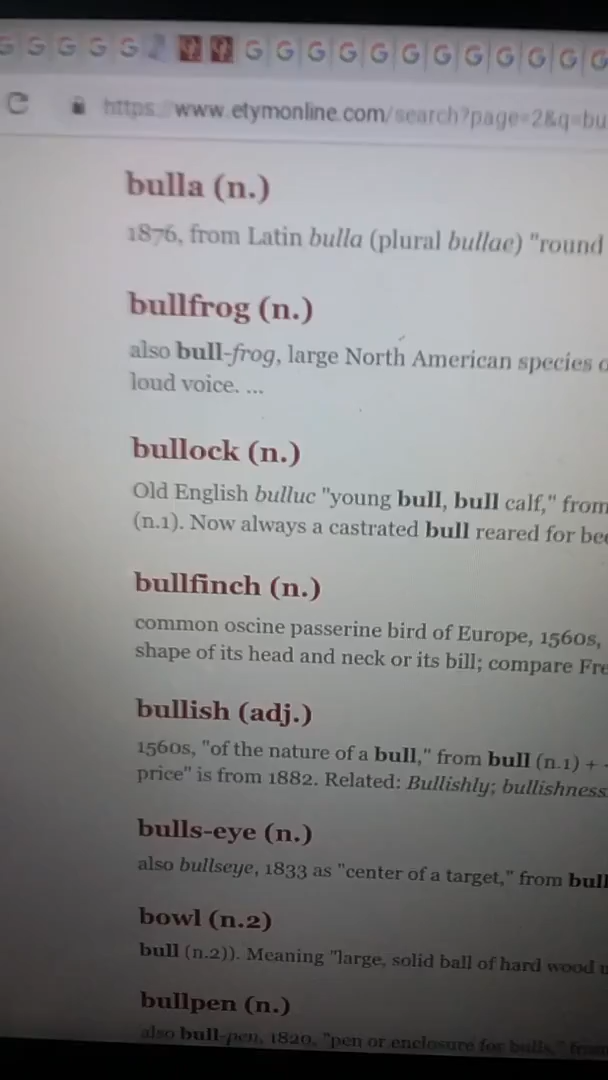 https www.etymonline.com/search?page=2&q=bu
bulla (n.)
1876, from Latin bulla (plural bullae) "round
bullfrog (n.)
also bull-frog, large North American species o
loud voice. ...
bullock (n.)
Old English bulluc "young bull, bull calf," from
(n.1). Now always a castrated bull reared for bee
bullfinch (n.)
common oscine passerine bird of Europe, 1560s,
shape of its head and neck or its bill; compare Fre
bullish (adj.)
1560s, "of the nature of a bull," from bull (n.1) + -
price" is from 1882. Related: Bullishly; bullishness
bulls-eye (n.)
also bullseye, 1833 as "center of a target," from bull
bowl (n.2)
bull (n.2)). Meaning "large, solid ball of hard wood
bullpen (n.)
also bull-pen, 1820, "pen or enclosure for bulls," from